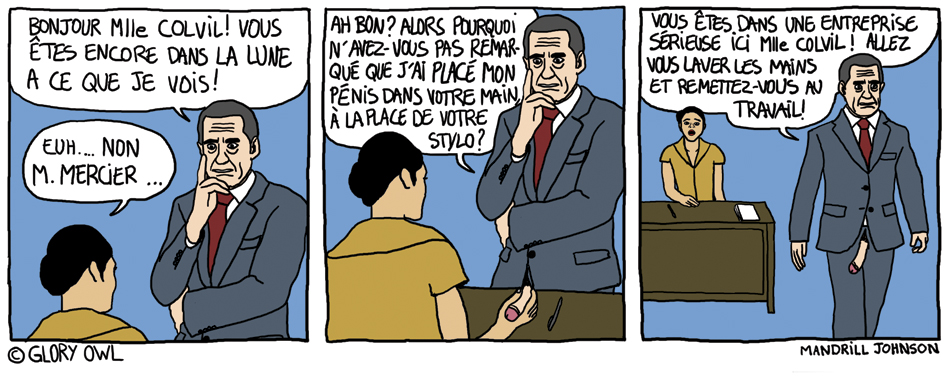 BONJOUR Mlle COLVIL! VOUS
ÊTES ENCORE DANS LA LUNE
A CE QUE JE VOIS!
EUH.... NON
M. MERCIER ...
AH BON? ALORS POURQUOI
N'AVEZ-VOUS PAS REMAR-
QUÉ QUE J'AI PLACÉ MON
PÉNIS DANS VOTRE MAIN,
À LA PLACE DE VOTRE
STYLO?
VOUS ÊTES DANS UNE ENTREPRISE
SÉRIEUSE ICI Mlle COLVIL! ALLEZ
VOUS LAVER LES MAINS
ET REMETTEZ-VOUS AU
TRAVAIL!
© GLORY OWL
MANDRILL JOHNSON